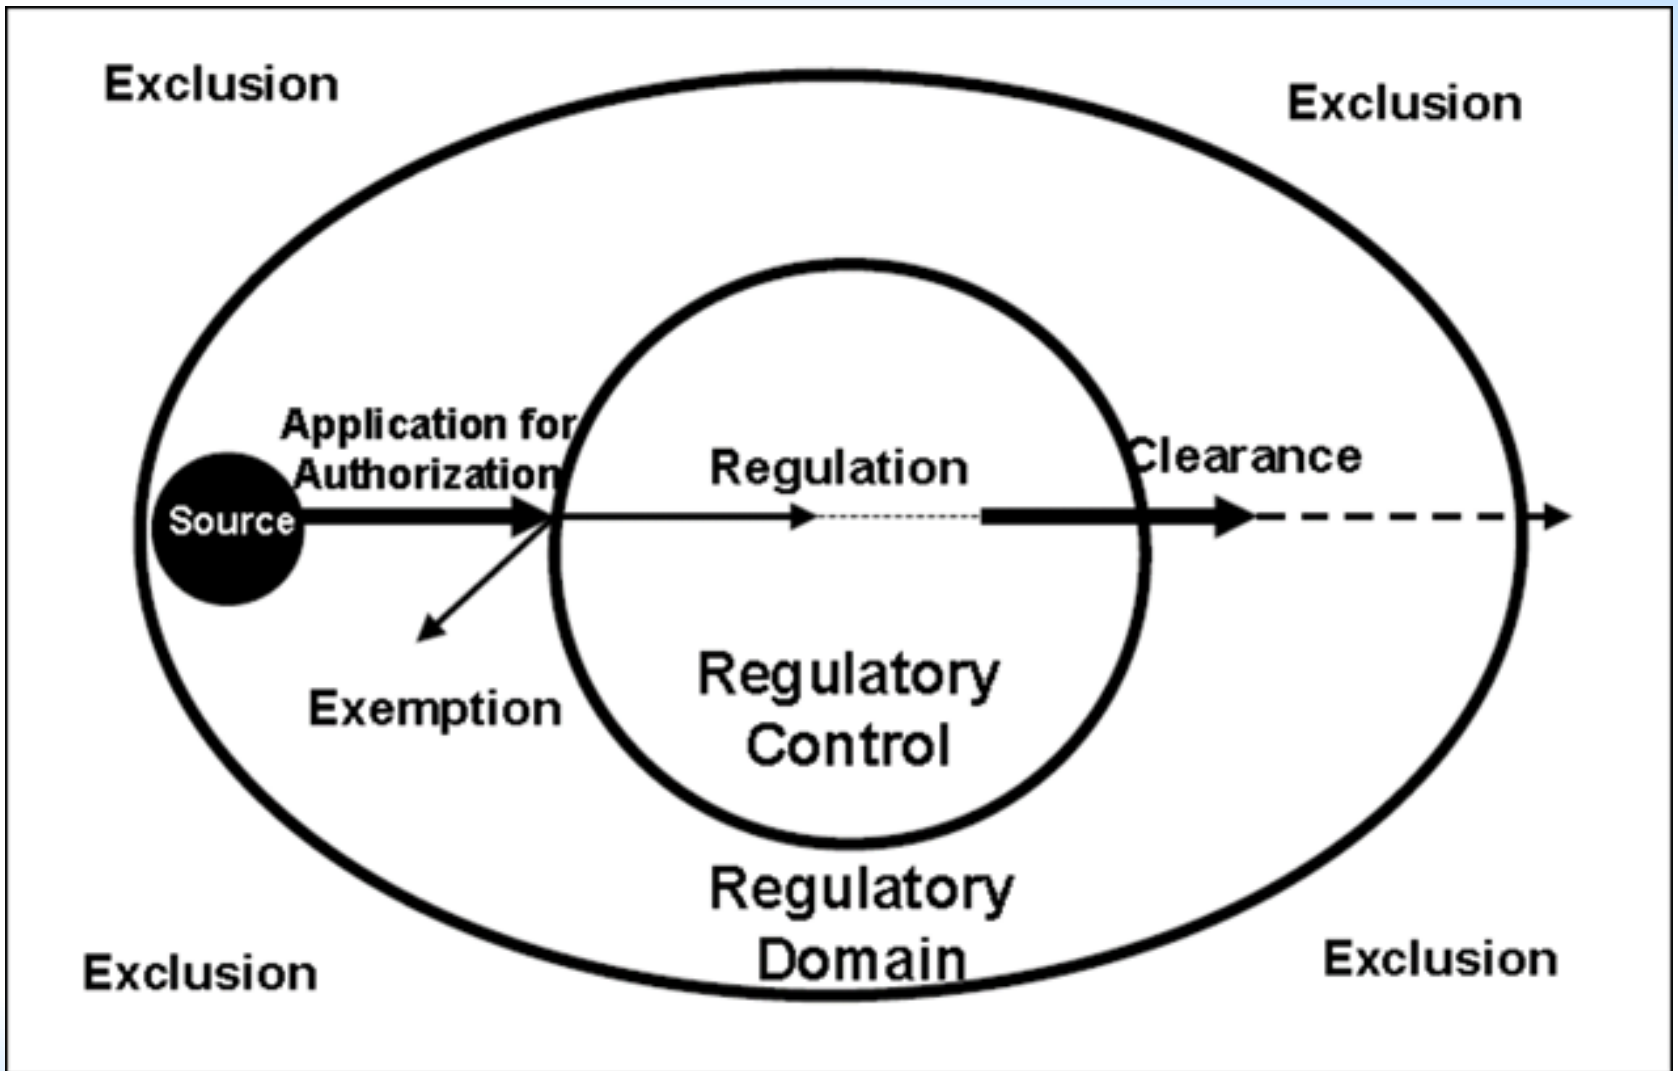 Exclusion
Exclusion
Application for
Authorization
Regulation
Clearance
Source
Exemption
Regulatory
Control
Regulatory
Domain
Exclusion
Exclusion